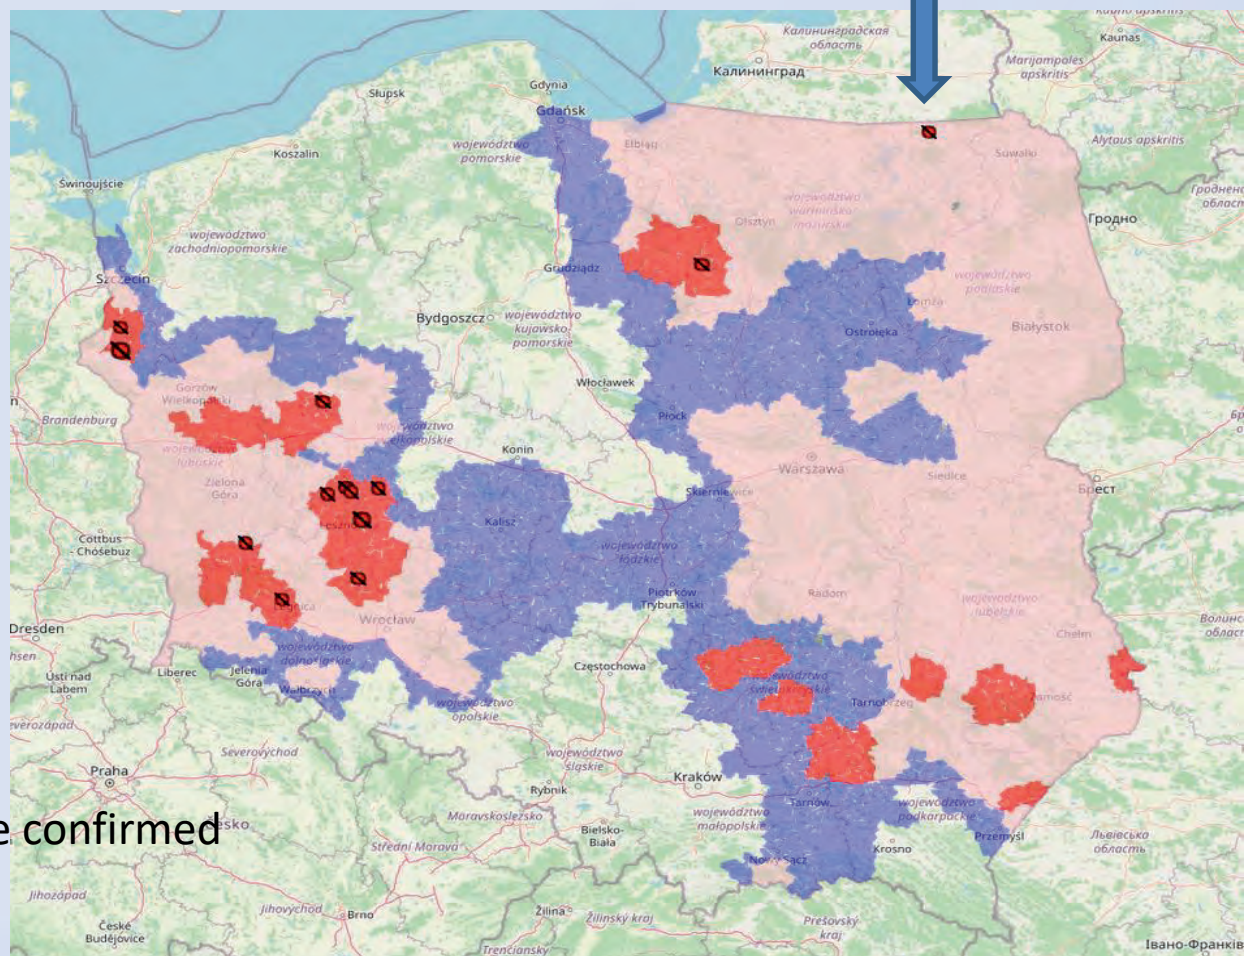 Kauno apskritis
Калининградская
область
Kaunas
Marijampolės
apskritis
Калининград
Gdynia
Słupsk
Gdańsk
Koszalin
województwo
pomorskie
Elbląg
Alytaus apskritis
Suwałki
Świnoujście
województwo
warmińsko-
mazurskie
Olsztyn
Гродно
województwo
zachodniopomorskie
Szczecin
Grudziądz
województwo
podlaskie
Łomża
Bydgoszcz
województwo
kujawsko-
pomorskie
Ostrołęka
Białystok
Włocławek
Gorzów
Wielkopolski
Brandenburg
Płock
województwo
wielkopolskie
województwo
lubuskie
Konin
Warszawa
Siedlce
Zielona
Góra
Брест
Skierniewice
Kalisz
Leszno
Cottbus
- Chóśebuz
województwo
łódzkie
Piotrków
Trybunalski
Radom
województwo
lubelskie
Legnica
Wrocław
Dresden
Chełm
województwo
dolnośląskie
Liberec
Jelenia
Góra
Wałbrzych
Ústí nad
Labem
Częstochowa
województwo
świętokrzyskie
Tarnobrzeg
Zamość
województwo
opolskie
Severovýchod
województwo
śląskie
Praha
Rybnik
Kraków
Tarnów
województwo
małopolskie
województwo
podkarpackie
Przemyśl
Львівська
область
confirmed
Moravskoslezsko
Bielsko-
Biała
Střední Morava
Krosno
Nowy Sącz
Jihozápad
Jihovýchod
Brno
Žilina
Žilinský kraj
Prešovský
kraj
České
Budějovice
Trenčiansky
Івано-Франків